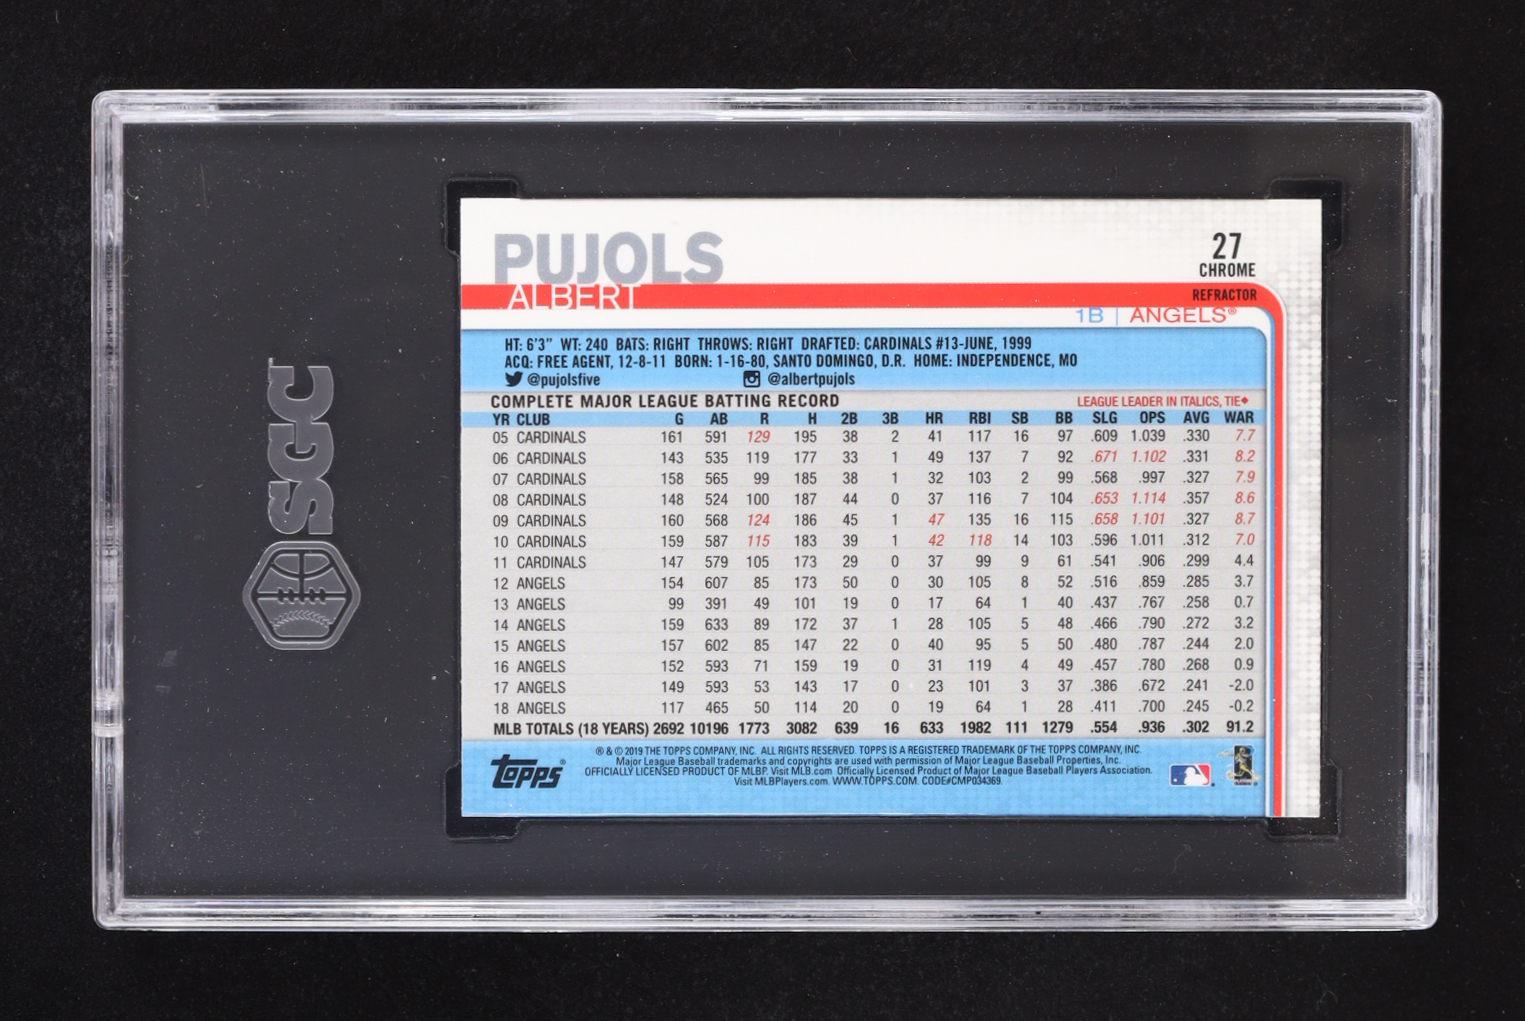 SGC
PUJOLS
ALBERT
27
CHROME
REFRACTOR
1B | ANGELS®
HT: 6'3" WT: 240 BATS: RIGHT THROWS: RIGHT DRAFTED: CARDINALS #13-JUNE, 1999
ACQ: FREE AGENT, 12-8-11 BORN: 1-16-80, SANTO DOMINGO, D.R. HOME: INDEPENDENCE, MO
@pujolsfive @albertpujols
COMPLETE MAJOR LEAGUE BATTING RECORD LEAGUE LEADER IN ITALICS, TIE◆
YR CLUB G AB R H 2B 3B HR RBI SB BB SLG OPS AVG WAR
05 CARDINALS 161 591 129 195 38 2 41 117 16 97 .609 1.039 .330 7.7
06 CARDINALS 143 535 119 177 33 1 49 137 7 92 .671 1.102 .331 8.2
07 CARDINALS 158 565 99 185 38 1 32 103 2 99 .568 .997 .327 7.9
08 CARDINALS 148 524 100 187 44 0 37 116 7 104 .653 1.114 .357 8.6
09 CARDINALS 160 568 124 186 45 1 47 135 16 115 .658 1.101 .327 8.7
10 CARDINALS 159 587 115 183 39 1 42 118 14 103 .596 1.011 .312 7.0
11 CARDINALS 147 579 105 173 29 0 37 99 9 61 .541 .906 .299 4.4
12 ANGELS 154 607 85 173 50 0 30 105 8 52 .516 .859 .285 3.7
13 ANGELS 99 391 49 101 19 0 17 64 1 40 .437 .767 .258 0.7
14 ANGELS 159 633 89 172 37 1 28 105 5 48 .466 .790 .272 3.2
15 ANGELS 157 602 85 147 22 0 40 95 5 50 .480 .787 .244 2.0
16 ANGELS 152 593 71 159 19 0 31 119 4 49 .457 .780 .268 0.9
17 ANGELS 149 593 53 143 17 0 23 101 3 37 .386 .672 .241 -2.0
18 ANGELS 117 465 50 114 20 0 19 64 1 28 .411 .700 .245 -0.2
MLB TOTALS (18 YEARS) 2692 10196 1773 3082 639 16 633 1982 111 1279 .554 .936 .302 91.2
Topps®
® & © 2019 THE TOPPS COMPANY, INC. ALL RIGHTS RESERVED. TOPPS IS A REGISTERED TRADEMARK OF THE TOPPS COMPANY, INC.
Major League Baseball trademarks and copyrights are used with permission of Major League Baseball Properties, Inc.
OFFICIALLY LICENSED PRODUCT OF MLBP. Visit MLB.com Officially Licensed Product of Major League Baseball Players Association.
Visit MLBPlayers.com. WWW.TOPPS.COM. CODE#CMP034369.